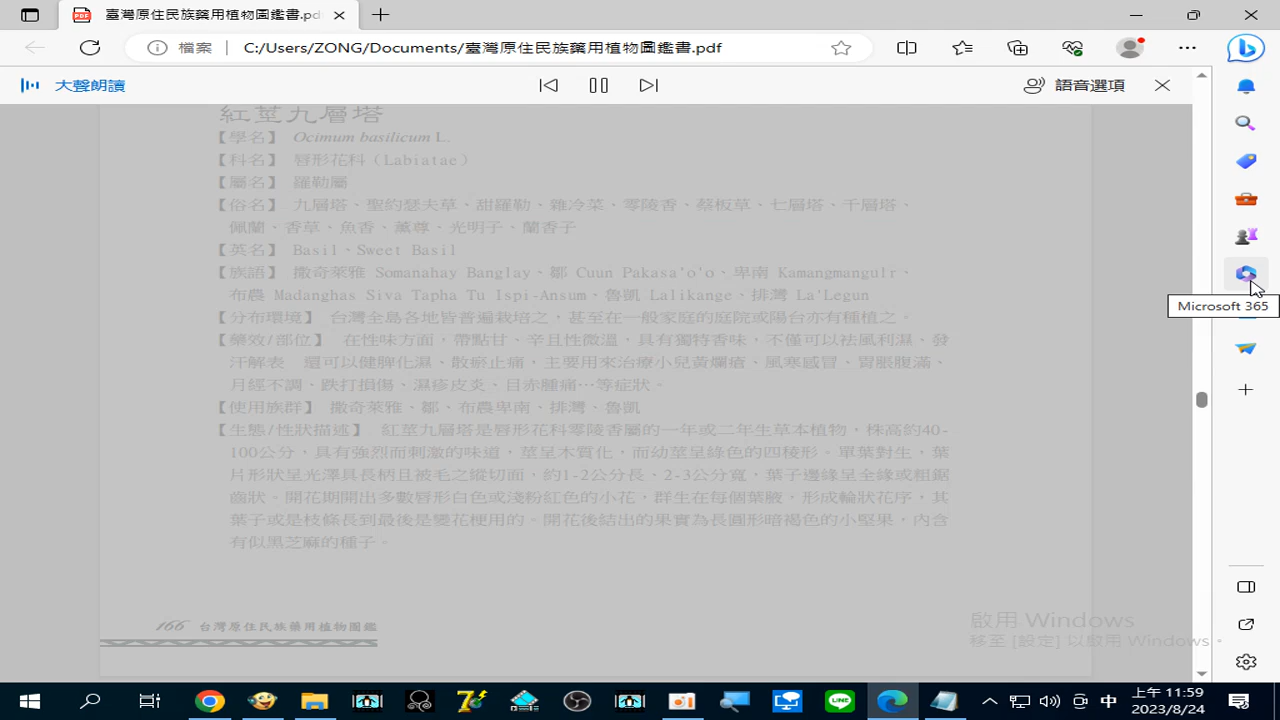 臺灣原住民族藥用植物圖鑑書.pd
檔案
C:/Users/ZONG/Documents/臺灣原住民族藥用植物圖鑑書.pdf
大聲朗讀
語音選項
紅莖九層塔
【學名】 Ocimum basilicum L.
【科名】 唇形花科（Labiatae）
【屬名】 羅勒屬
【俗名】 九層塔、聖約瑟夫草、甜羅勒、雞冷菜、零陵香、蔡板草、七層塔、千層塔、
佩蘭、香草、魚香、薰尊、光明子、蘭香子
【英名】 Basil、Sweet Basil
【族語】 撒奇萊雅 Somanahay Banglay、鄒 Cuun Pakasa'o'o、卑南 Kamangmangulr、
布農 Madanghas Siva Tapha Tu Ispi-Ansum、魯凱 Lalikange、排灣 La'Legun
【分布環境】 台灣全島各地皆普遍栽培之，甚至在一般家庭的庭院或陽台亦有種植之。
【藥效/部位】 在性味方面，帶點甘、辛且性微溫，具有獨特香味，不僅可以袪風利濕、發
汗解表 還可以健脾化濕、散瘀止痛，主要用來治療小兒黃爛瘡、風寒感冒、胃脹腹滿、
月經不調、跌打損傷、濕疹皮炎、目赤腫痛…等症狀。
【使用族群】 撒奇萊雅、鄒、布農卑南、排灣、魯凱
【生態/性狀描述】 紅莖九層塔是唇形花科零陵香屬的一年或二年生草本植物，株高約40-
100公分，具有強烈而刺激的味道，莖呈木質化，而幼莖呈綠色的四稜形。單葉對生，葉
片形狀呈光澤具長柄且被毛之縱切面，約1-2公分長，2-3公分寬，葉子邊緣呈全緣或粗鋸
齒狀。開花期開出多數唇形白色或淺粉紅色的小花，群生在每個葉腋，形成輪狀花序，其
葉子或是枝條長到最後是變花梗用的。開花後結出的果實為長圓形暗褐色的小堅果，內含
有似黑芝麻的種子。
166 台灣原住民族藥用植物圖鑑
Microsoft 365
啟用 Windows
移至 [設定] 以啟用 Windows。
中
上午 11:59
2023/8/24